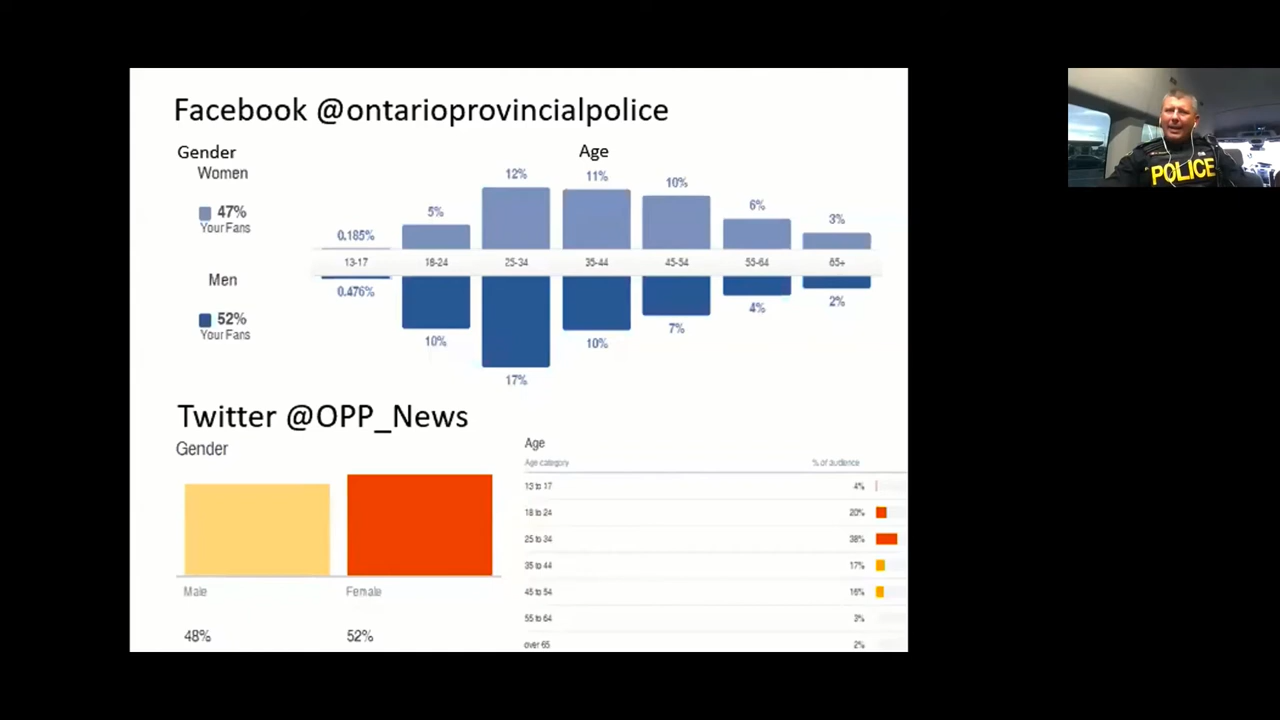 Facebook @ontarioprovincialpolice
Gender
Age
Women
47%
Your Fans
Men
52%
Your Fans
0.185% 5% 12% 11% 10% 6% 3%
13-17 18-24 25-34 35-44 45-54 55-64 65+
0.476% 10% 17% 10% 7% 4% 2%
Twitter @OPP_News
Gender
Male Female
48% 52%
Age
Age category % of audience
13 to 17 4%
18 to 24 20%
25 to 34 38%
35 to 44 17%
45 to 54 16%
55 to 64 3%
over 65 2%
POLICE